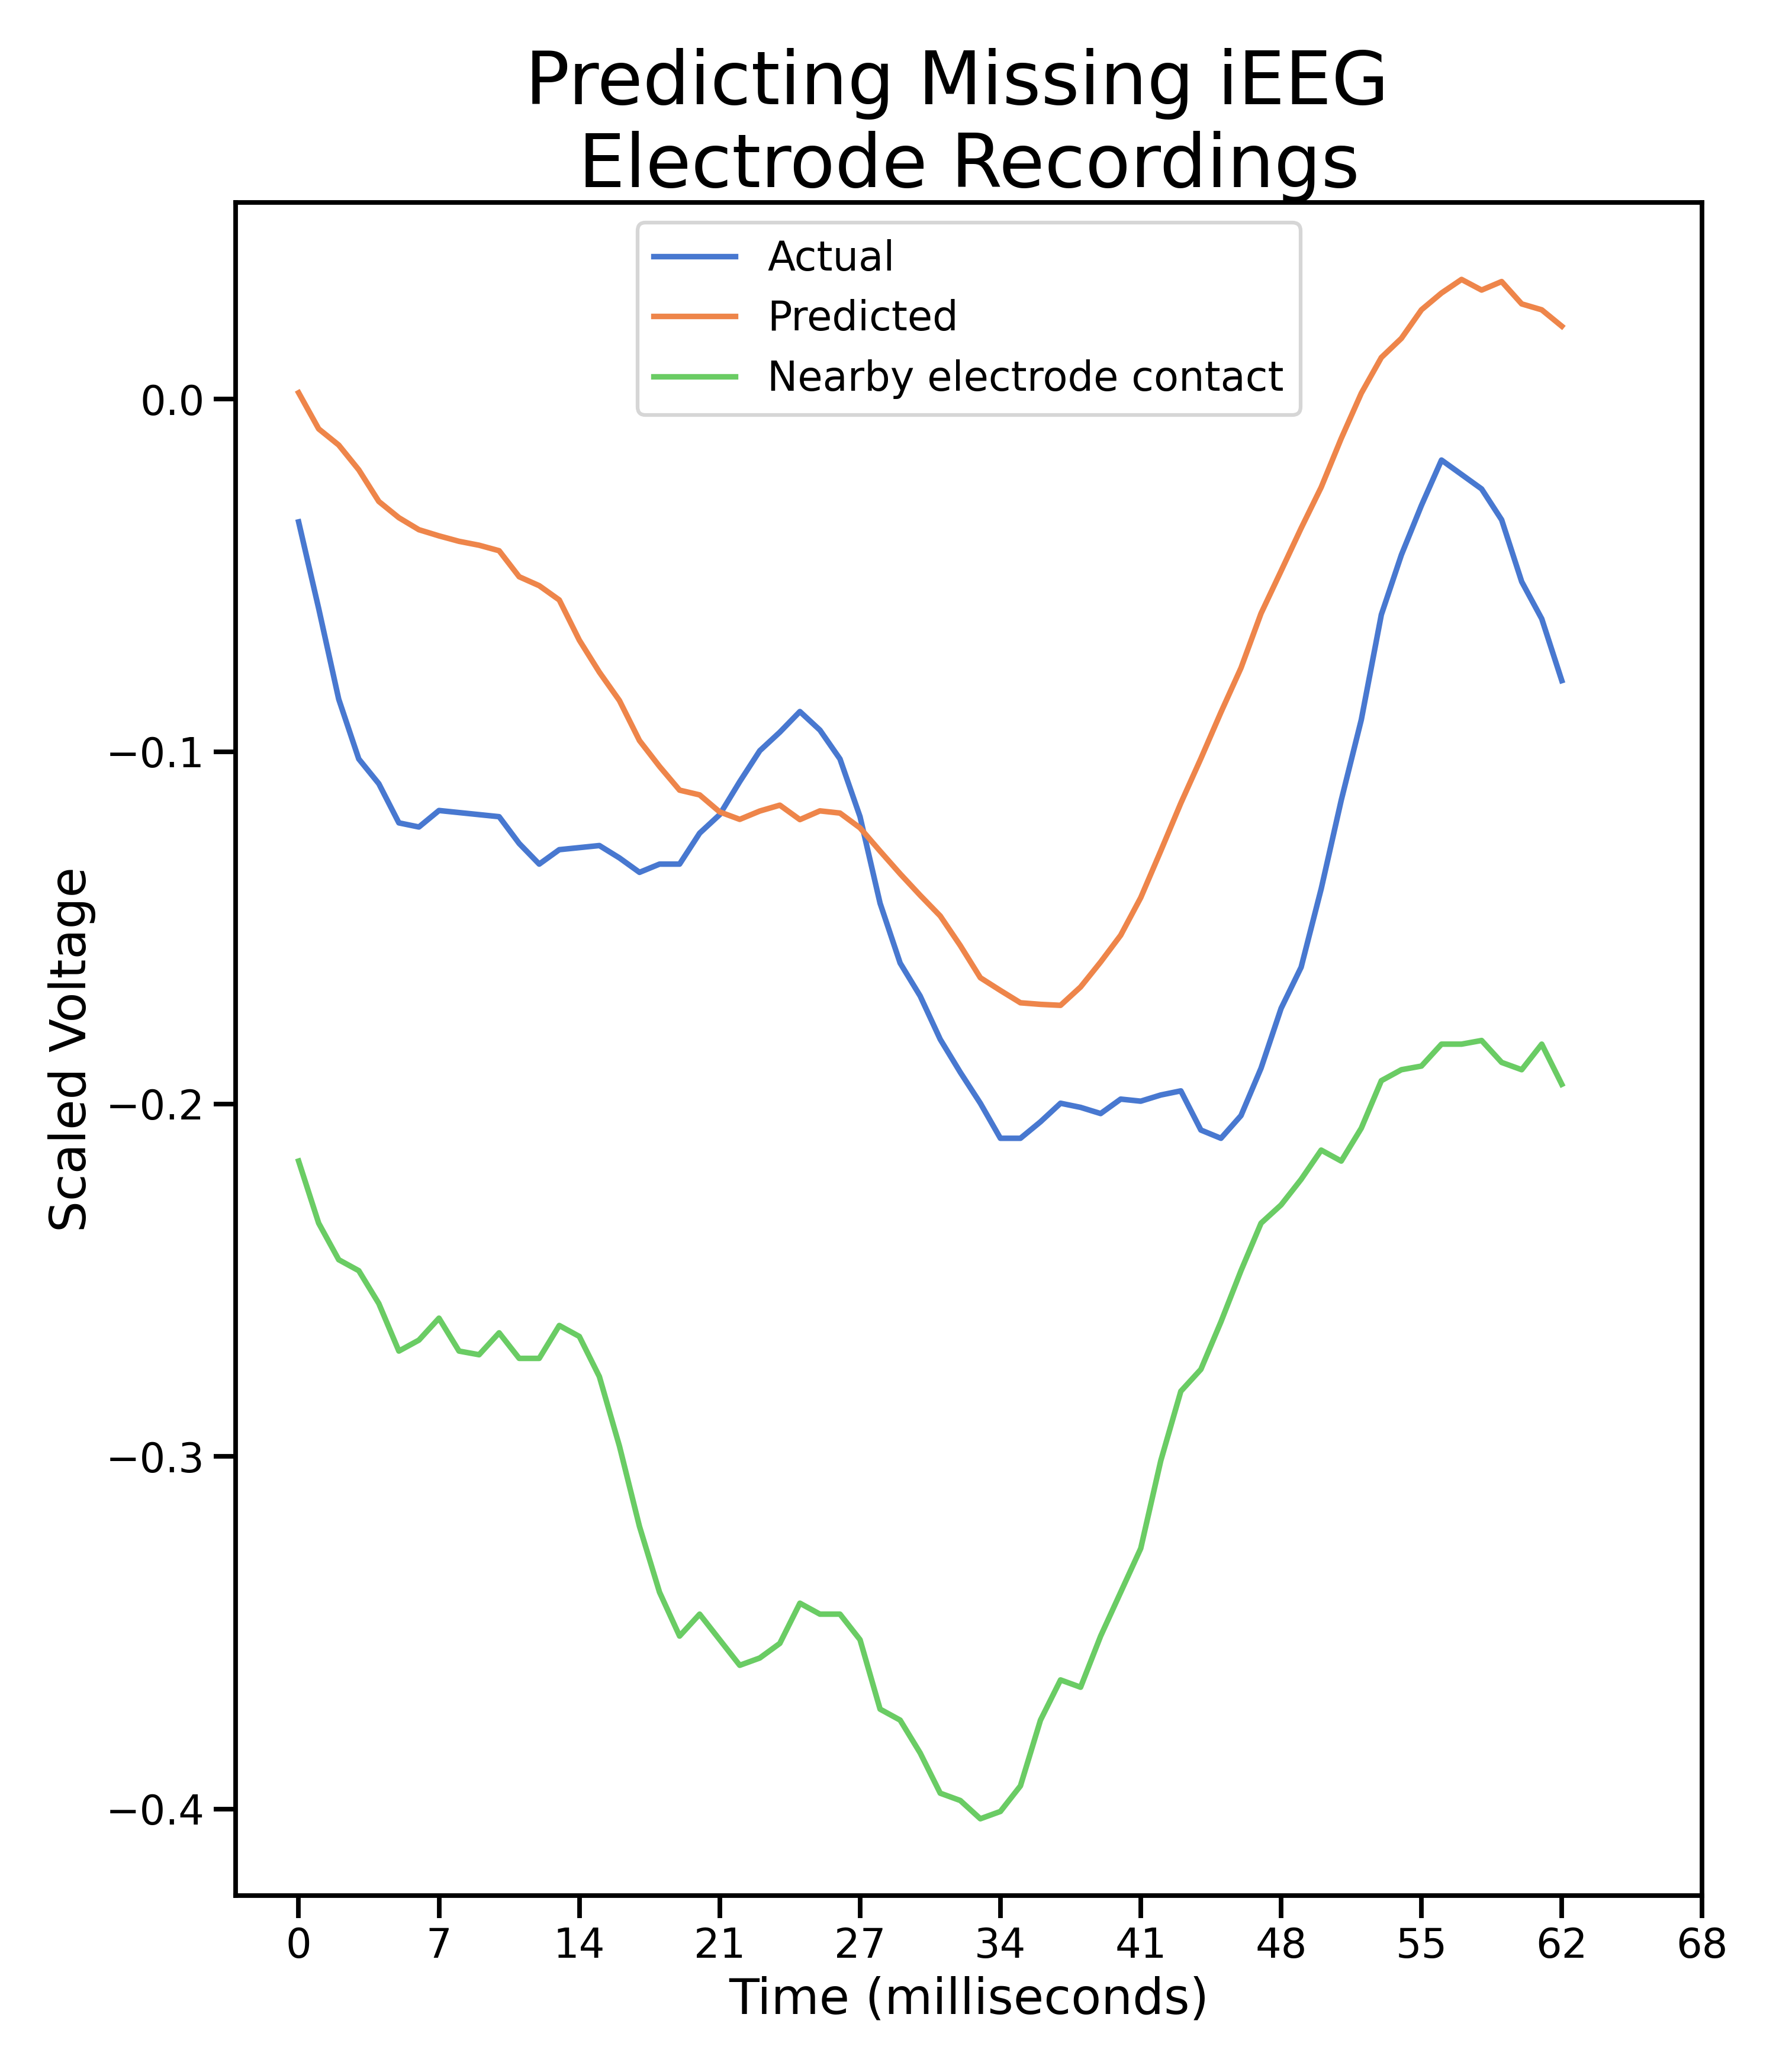 Predicting Missing iEEG
Electrode Recordings
Actual
Predicted
Nearby electrode contact
Scaled Voltage
0.0
−0.1
−0.2
−0.3
−0.4
0 7 14 21 27 34 41 48 55 62 68
Time (milliseconds)